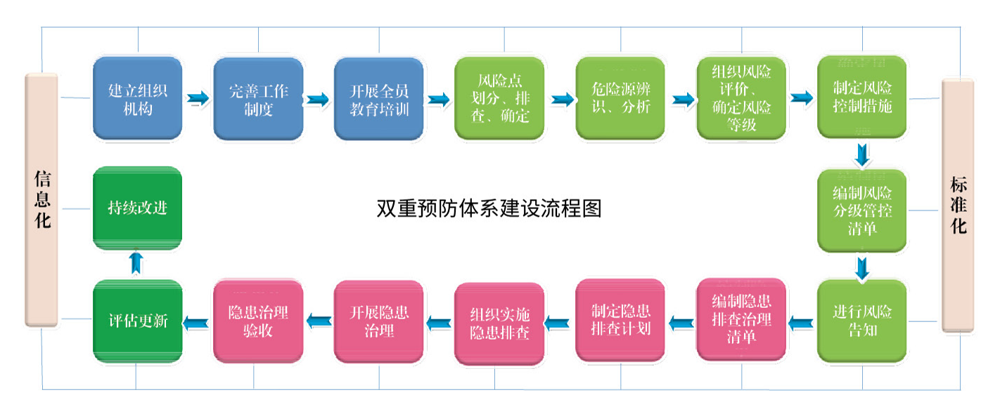 建立组织
机构
完善工作
制度
开展全员
教育培训
风险点
划分、排
查、确定
危险源辨
识、分析
组织风险
评价、
确定风险
等级
制定风险
控制措施
信息化
持续改进
双重预防体系建设流程图
编制风险
分级管控
清单
标准化
评估更新
隐患治理
验收
开展隐患
治理
组织实施
隐患排查
制定隐患
排查计划
编制隐患
排查治理
清单
进行风险
告知